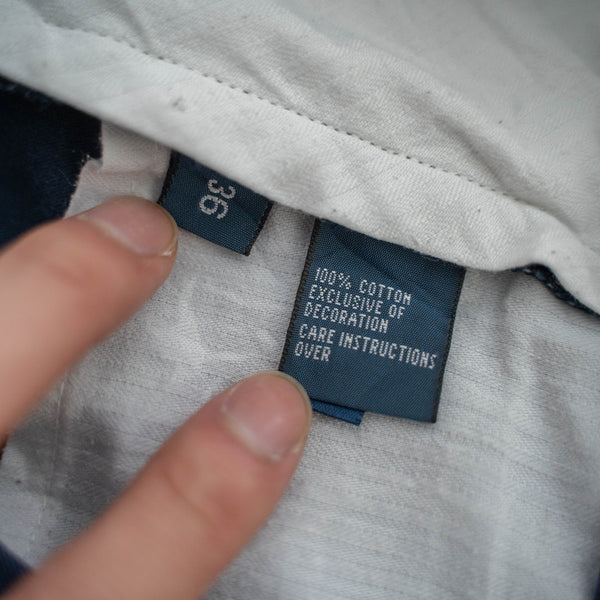 36
100% COTTON
EXCLUSIVE OF
DECORATION
CARE INSTRUCTIONS
OVER